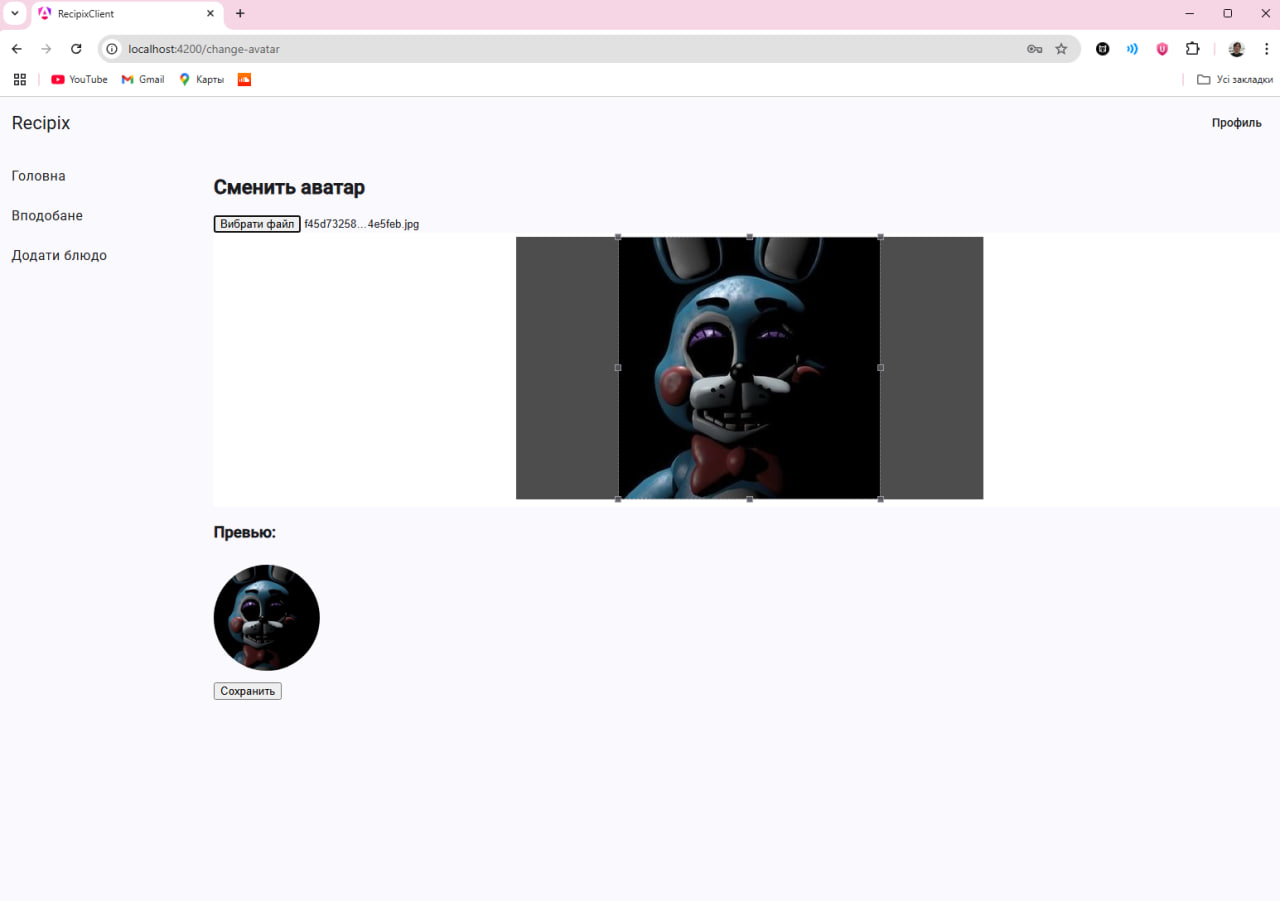 RecipixClient
localhost:4200/change-avatar
YouTube
Gmail
Карты
Усі закладки
Recipix
Профиль
Головна
Вподобане
Додати блюдо
Сменить аватар
Вибрати файл f45d73258...4e5feb.jpg
Превью:
Сохранить